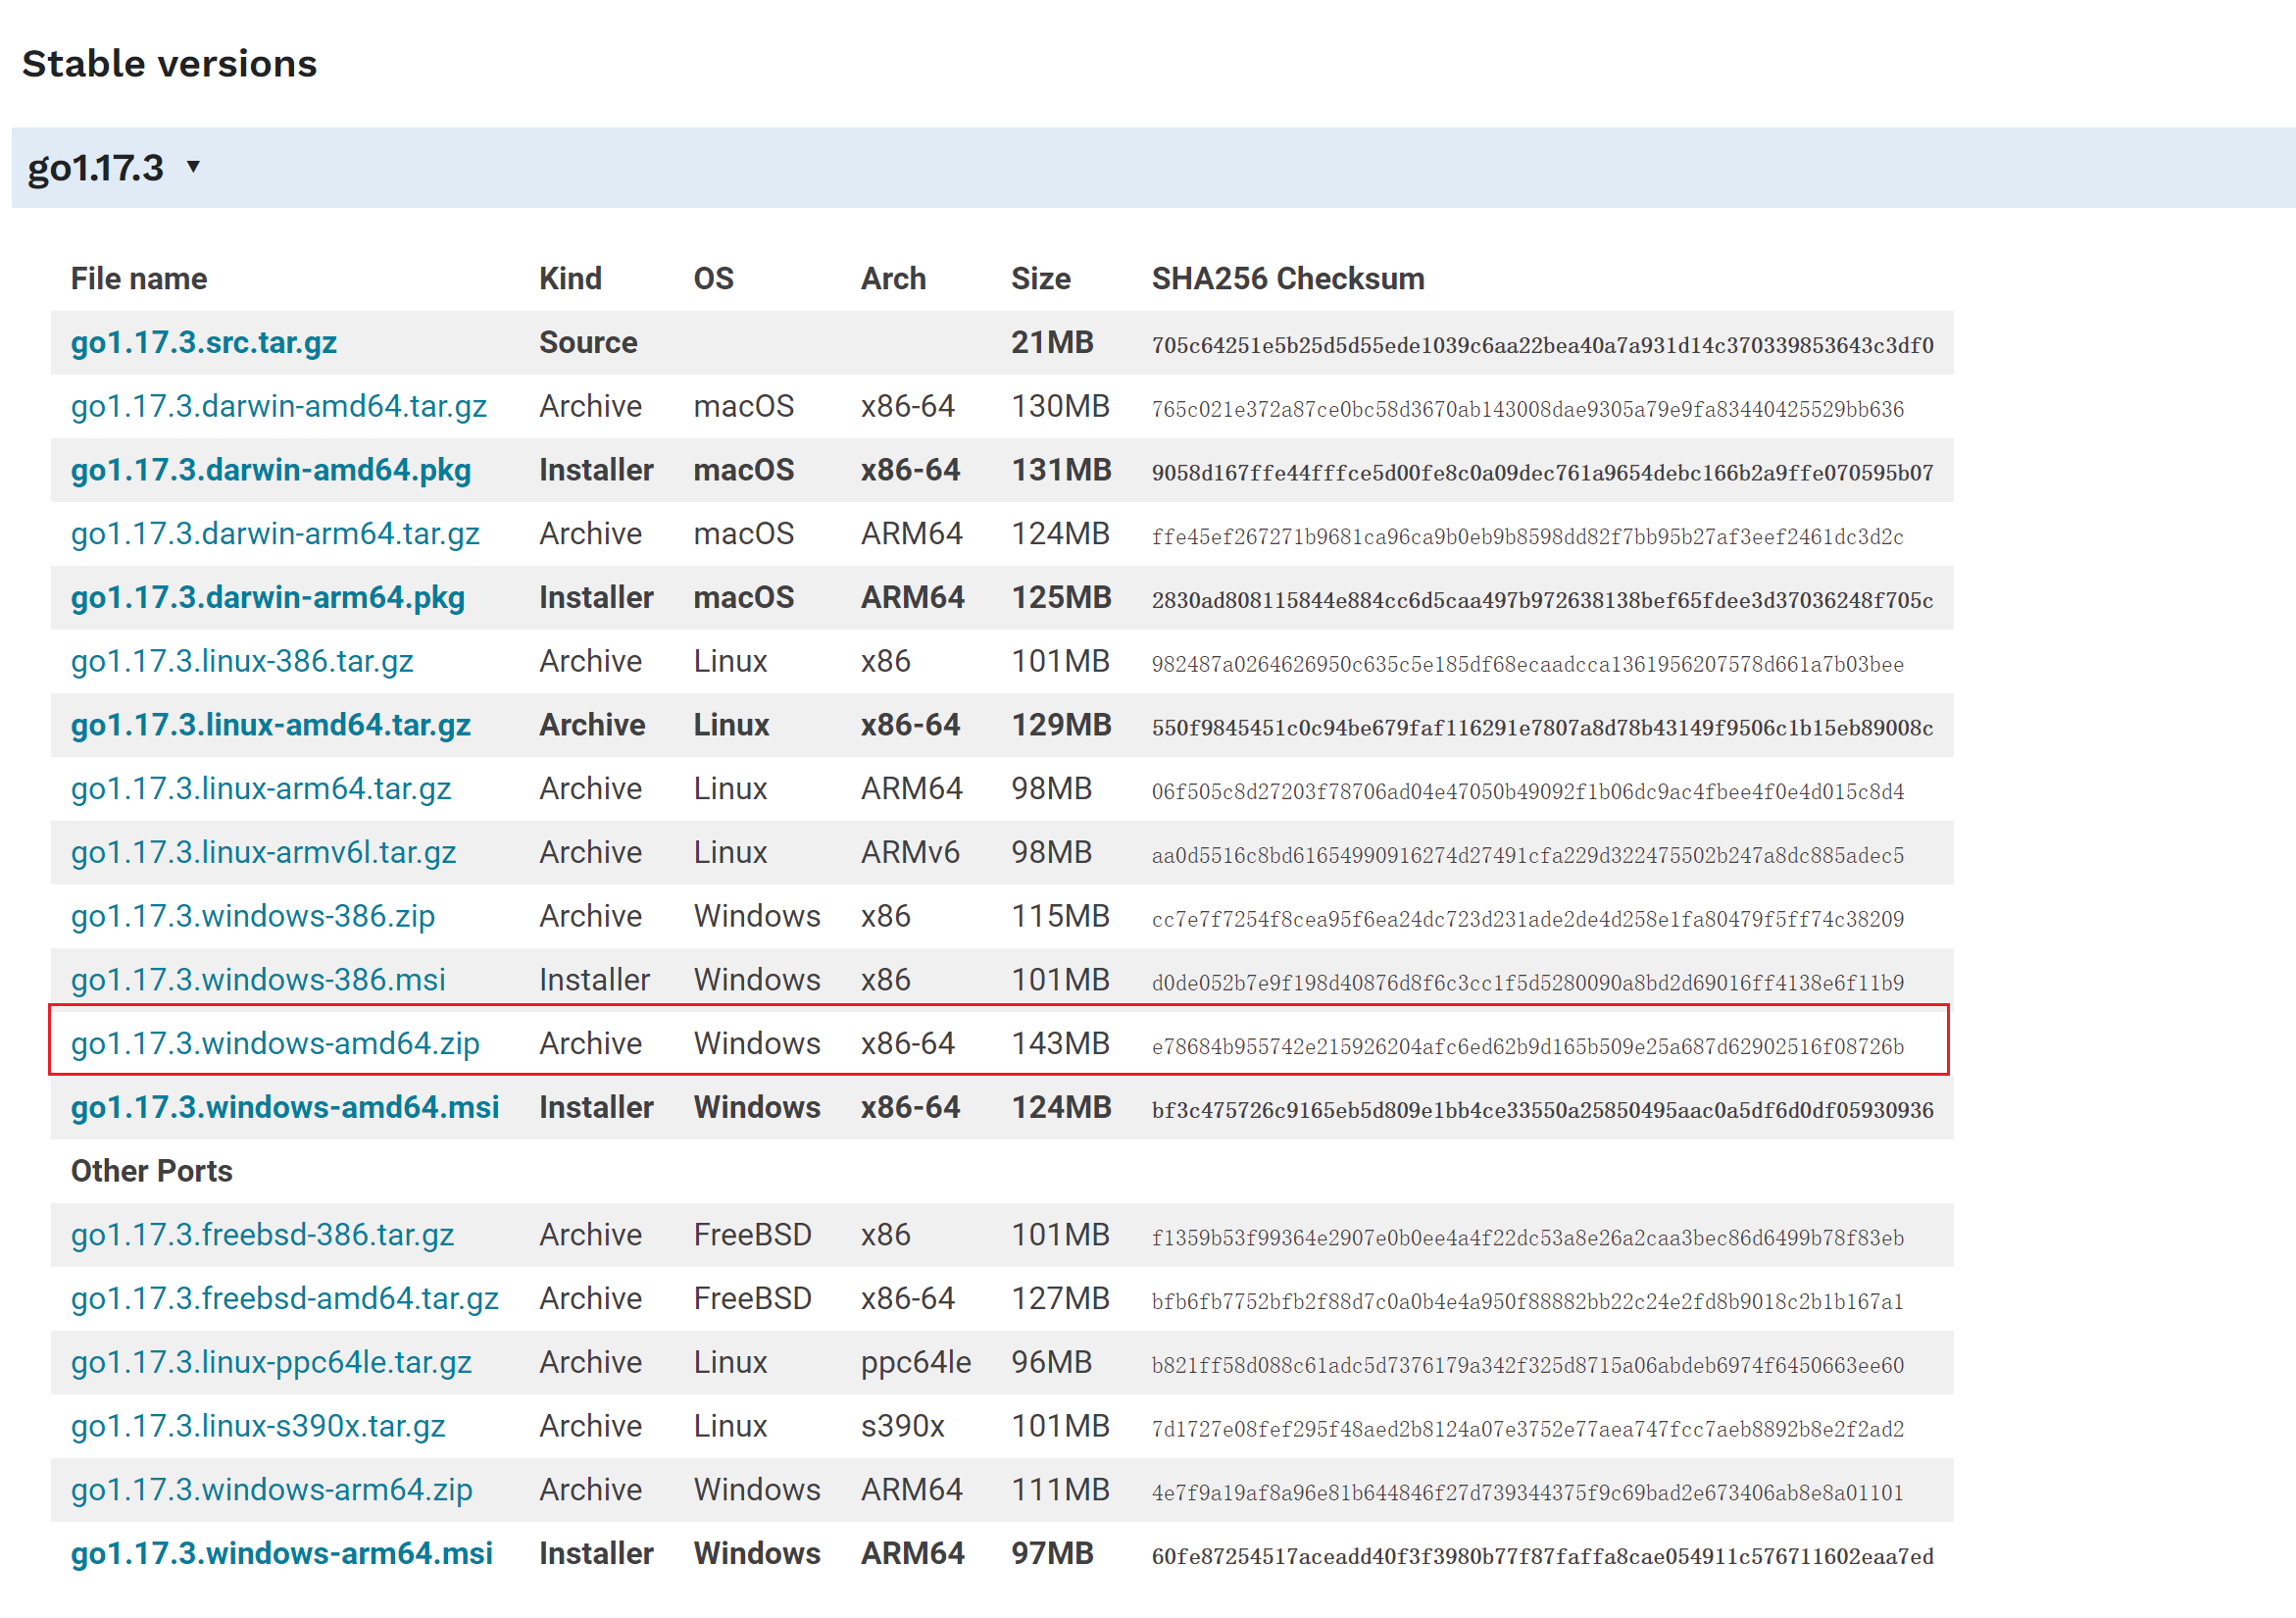 Stable versions
go1.17.3 ▾
File name Kind OS Arch Size SHA256 Checksum
go1.17.3.src.tar.gz Source 21MB 705c64251e5b25d5d55ede1039c6aa22bea40a7a931d14c370339853643c3df0
go1.17.3.darwin-amd64.tar.gz Archive macOS x86-64 130MB 765c021e372a87ce0bc58d3670ab143008dae9305a79e9fa83440425529bb636
go1.17.3.darwin-amd64.pkg Installer macOS x86-64 131MB 9058d167ffe44fffce5d00fe8c0a09dec761a9654debc166b2a9ffe070595b07
go1.17.3.darwin-arm64.tar.gz Archive macOS ARM64 124MB ffe45ef267271b9681ca96ca9b0eb9b8598dd82f7bb95b27af3eef2461dc3d2c
go1.17.3.darwin-arm64.pkg Installer macOS ARM64 125MB 2830ad808115844e884cc6d5caa497b972638138bef65fdee3d37036248f705c
go1.17.3.linux-386.tar.gz Archive Linux x86 101MB 982487a0264626950c635c5e185df68ecaadcca1361956207578d661a7b03bee
go1.17.3.linux-amd64.tar.gz Archive Linux x86-64 129MB 550f9845451c0c94be679faf116291e7807a8d78b43149f9506c1b15eb89008c
go1.17.3.linux-arm64.tar.gz Archive Linux ARM64 98MB 06f505c8d27203f78706ad04e47050b49092f1b06dc9ac4fbee4f0e4d015c8d4
go1.17.3.linux-armv6l.tar.gz Archive Linux ARMv6 98MB aa0d5516c8bd61654990916274d27491cfa229d322475502b247a8dc885adec5
go1.17.3.windows-386.zip Archive Windows x86 115MB cc7e7f7254f8cea95f6ea24dc723d231ade2de4d258e1fa80479f5ff74c38209
go1.17.3.windows-386.msi Installer Windows x86 101MB d0de052b7e9f198d40876d8f6c3cc1f5d5280090a8bd2d69016ff4138e6f11b9
go1.17.3.windows-amd64.zip Archive Windows x86-64 143MB e78684b955742e215926204afc6ed62b9d165b509e25a687d62902516f08726b
go1.17.3.windows-amd64.msi Installer Windows x86-64 124MB bf3c475726c9165eb5d809e1bb4ce33550a25850495aac0a5df6d0df05930936
Other Ports
go1.17.3.freebsd-386.tar.gz Archive FreeBSD x86 101MB f1359b53f99364e2907e0b0ee4a4f22dc53a8e26a2caa3bec86d6499b78f83eb
go1.17.3.freebsd-amd64.tar.gz Archive FreeBSD x86-64 127MB bfb6fb7752bfb2f88d7c0a0b4e4a950f88882bb22c24e2fd8b9018c2b1b167a1
go1.17.3.linux-ppc64le.tar.gz Archive Linux ppc64le 96MB b821ff58d088c61adc5d7376179a342f325d8715a06abdeb6974f6450663ee60
go1.17.3.linux-s390x.tar.gz Archive Linux s390x 101MB 7d1727e08fef295f48aed2b8124a07e3752e77aea747fcc7aeb8892b8e2f2ad2
go1.17.3.windows-arm64.zip Archive Windows ARM64 111MB 4e7f9a19af8a96e81b644846f27d739344375f9c69bad2e673406ab8e8a01101
go1.17.3.windows-arm64.msi Installer Windows ARM64 97MB 60fe87254517aceadd40f3f3980b77f87faffa8cae054911c576711602eaa7ed